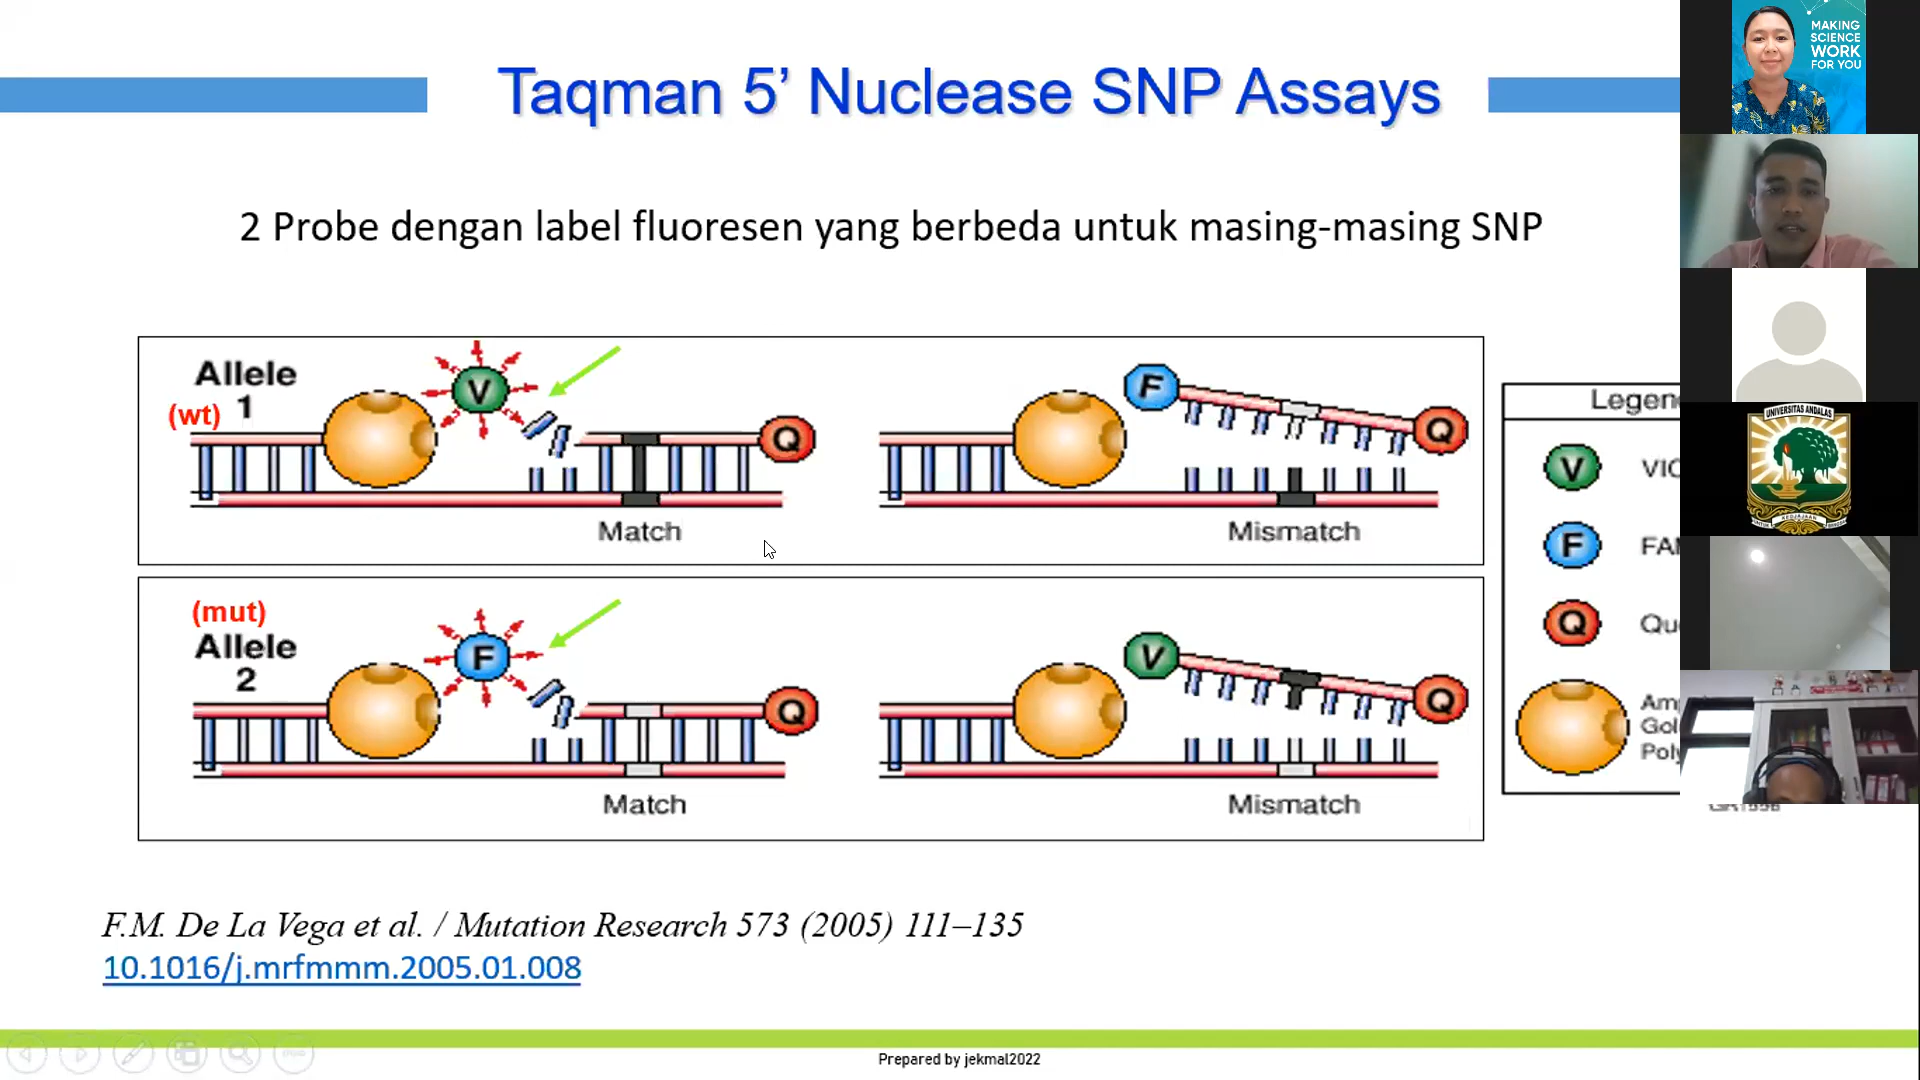 Taqman 5’ Nuclease SNP Assays
2 Probe dengan label fluoresen yang berbeda untuk masing-masing SNP
Allele
(wt) 1
V
Q
F
Q
Match
Mismatch
(mut)
Allele
2
F
Q
V
Q
Match
Mismatch
V
F
Q
F.M. De La Vega et al. / Mutation Research 573 (2005) 111–135
10.1016/j.mrfmmm.2005.01.008
Prepared by jekmal2022
MAKING
SCIENCE
WORK
FOR YOU
UNIVERSITAS ANDALAS